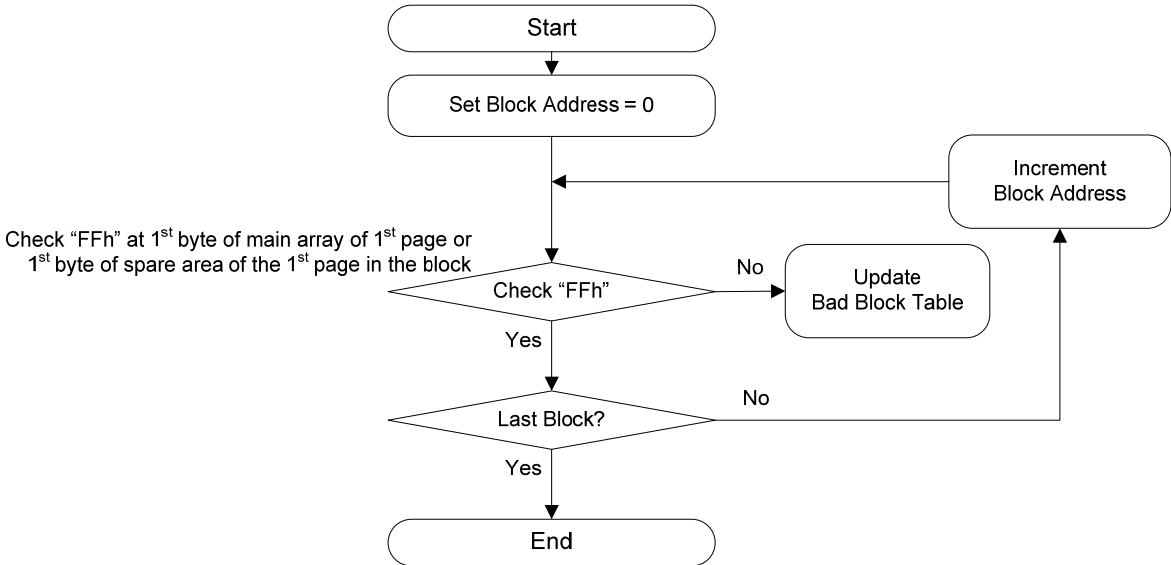 Start
Set Block Address = 0
Increment
Block Address
Check “FFh” at 1st byte of main array of 1st page or
1st byte of spare area of the 1st page in the block
Check “FFh”
No
Update
Bad Block Table
Yes
Last Block?
No
Yes
End